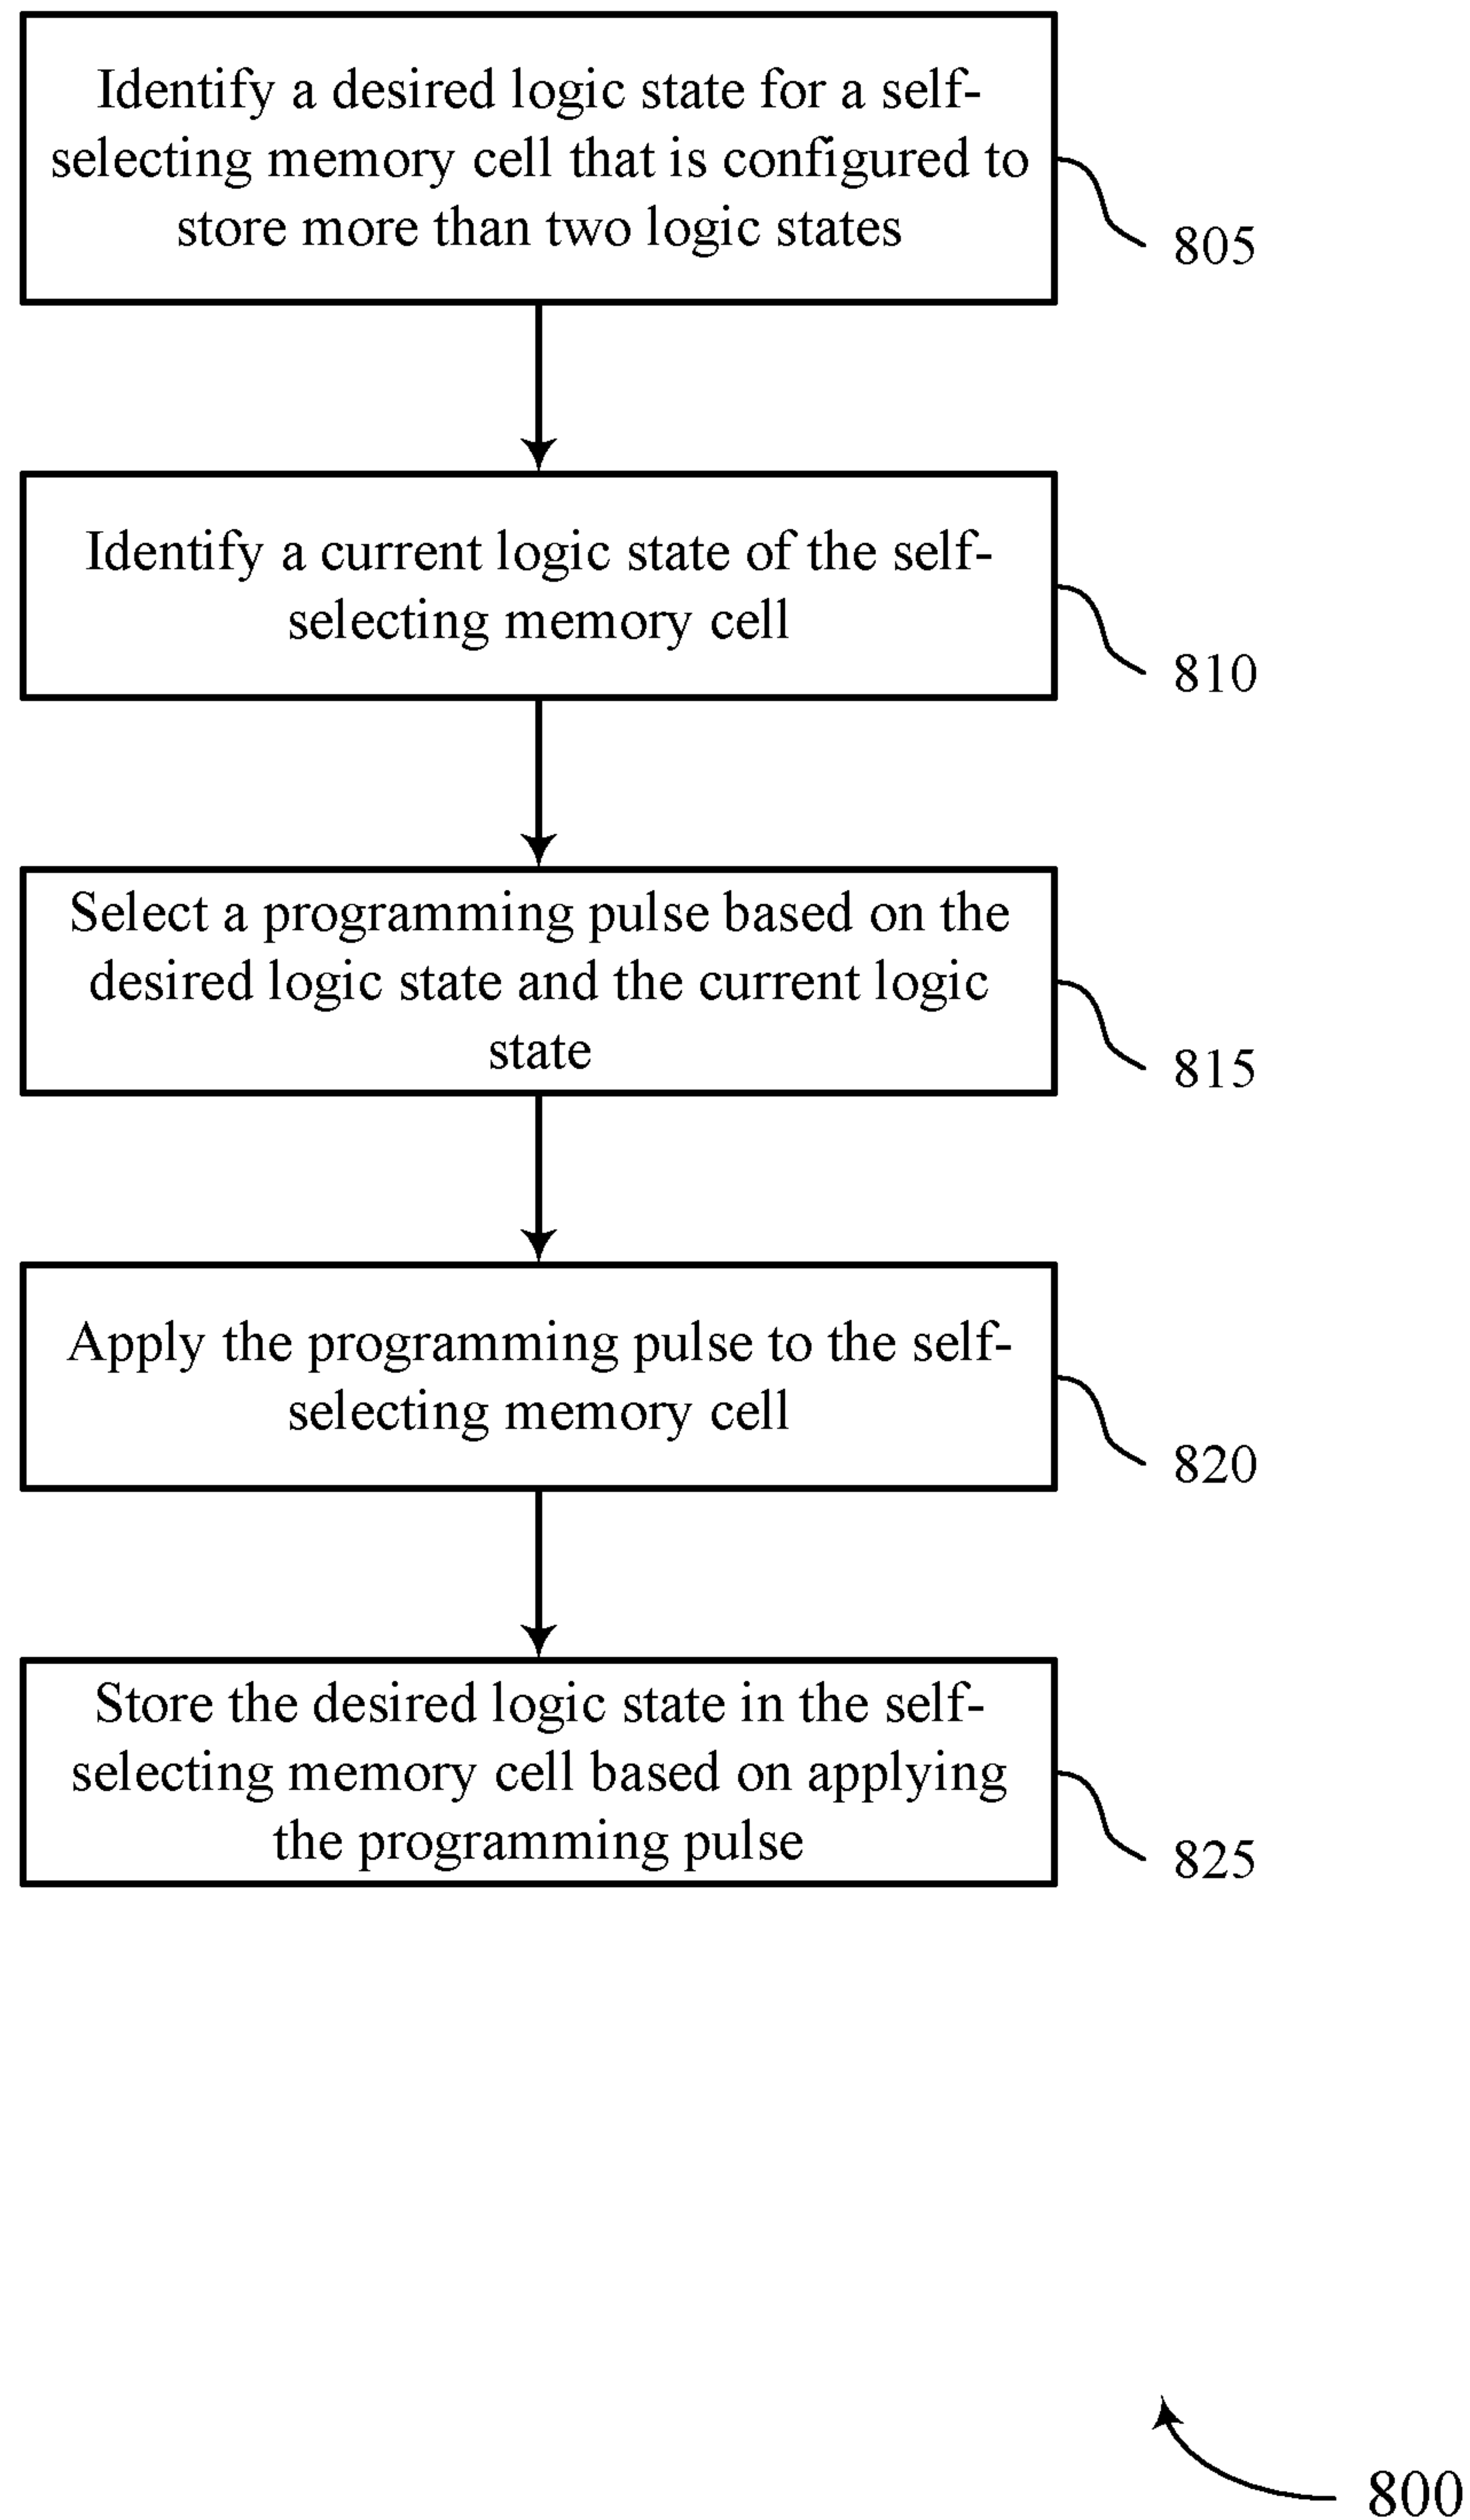 Identify a desired logic state for a self-
selecting memory cell that is configured to
store more than two logic states
805
Identify a current logic state of the self-
selecting memory cell
810
Select a programming pulse based on the
desired logic state and the current logic
state
815
Apply the programming pulse to the self-
selecting memory cell
820
Store the desired logic state in the self-
selecting memory cell based on applying
the programming pulse
825
800